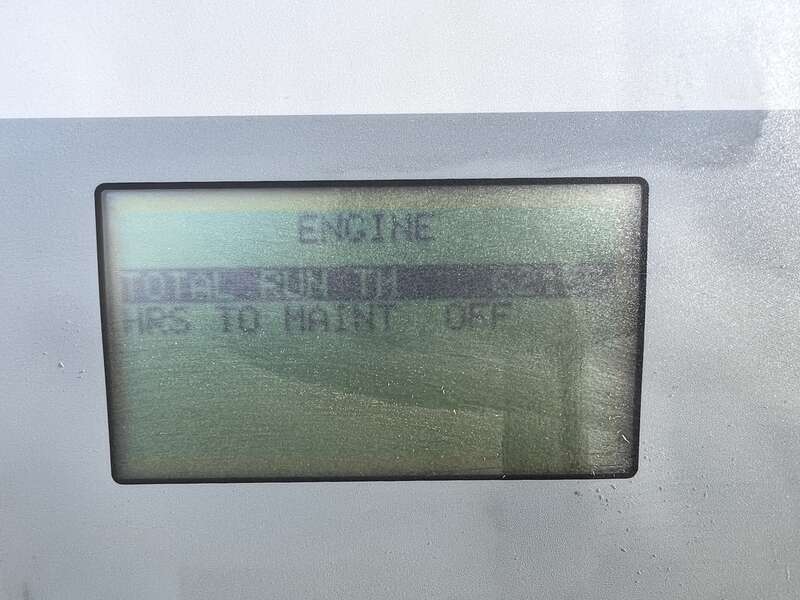 ENGINE
TOTAL RUN TM
HRS TO MAINT OFF